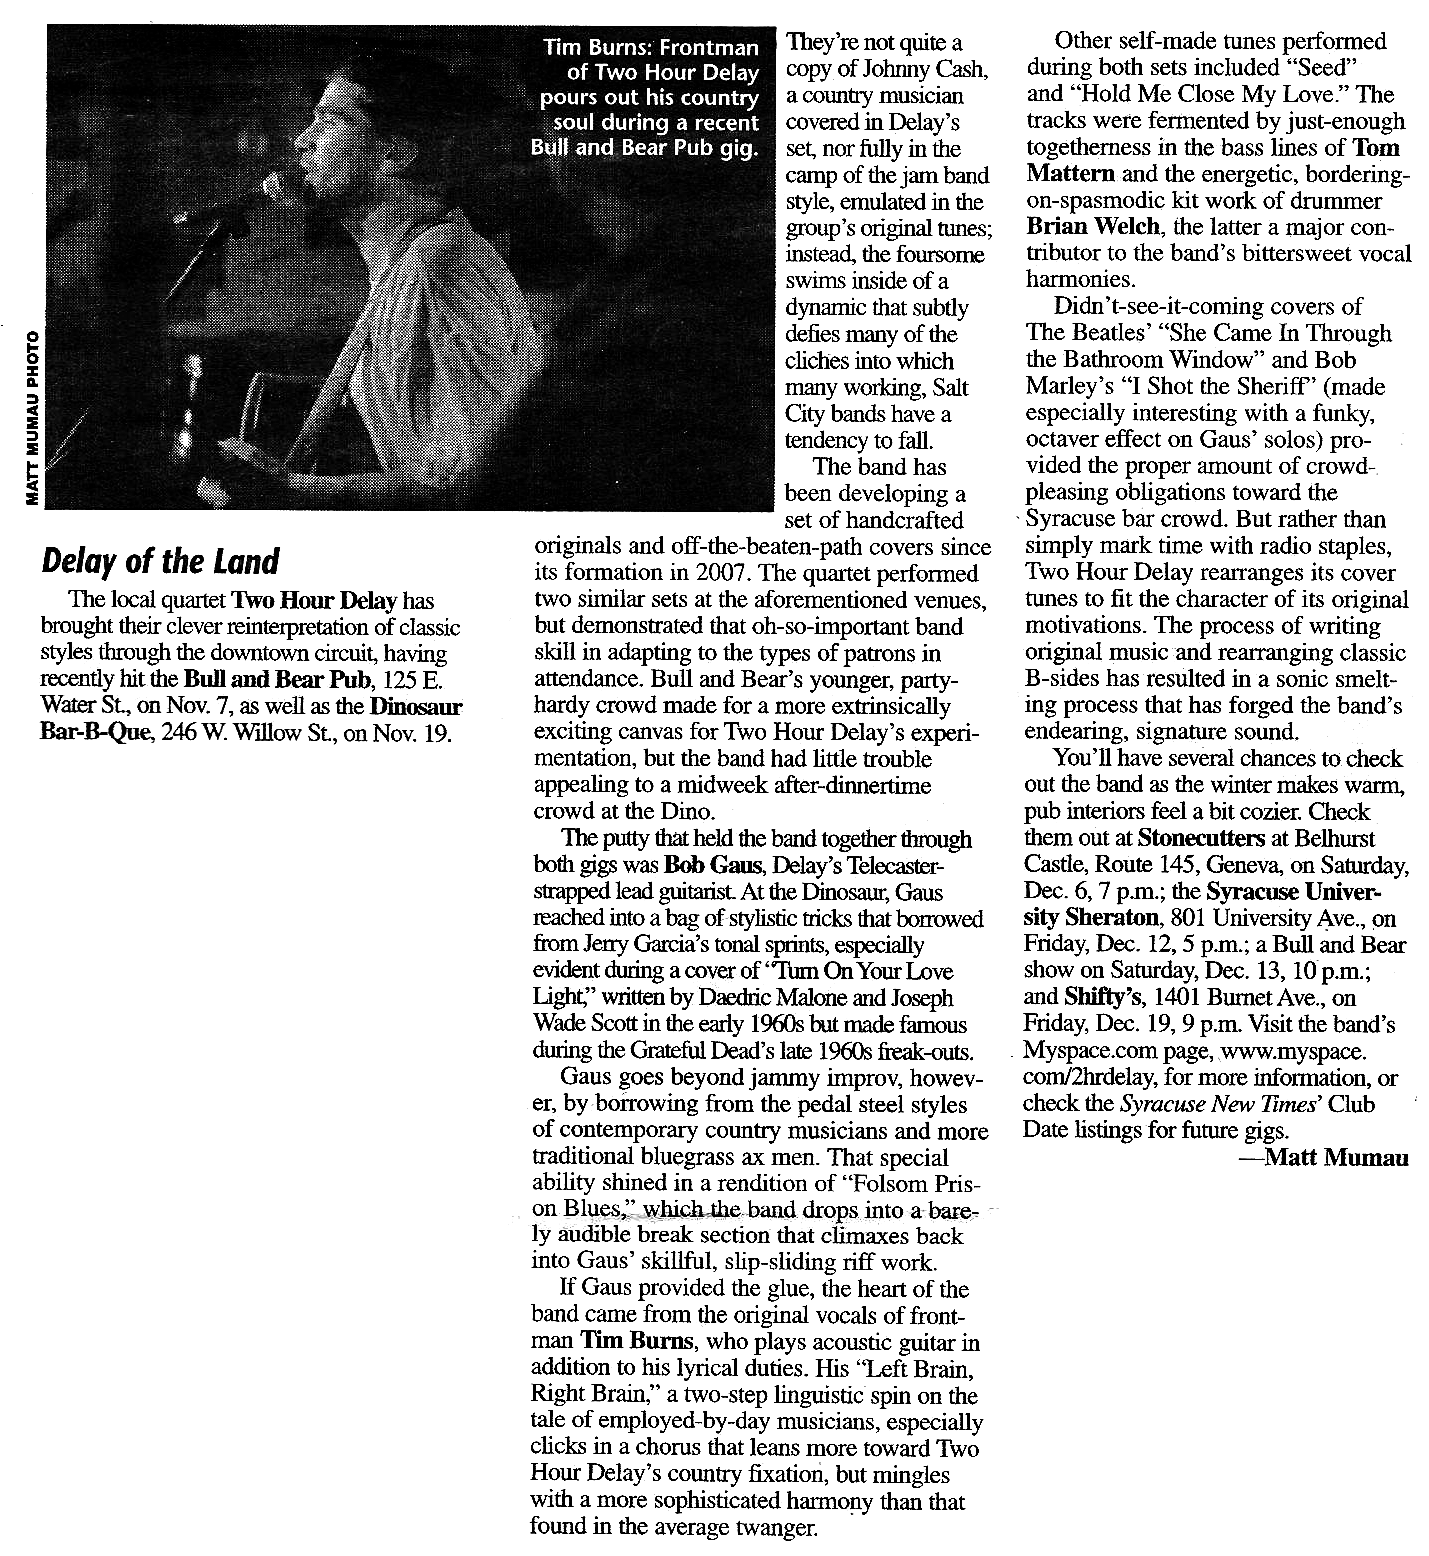 Tim Burns: Frontman
of Two Hour Delay
pours out his country
soul during a recent
Bull and Bear Pub gig.
MATT MUMAU PHOTO
Delay of the Land
The local quartet Two Hour Delay has
brought their clever reinterpretation of classic
styles through the downtown circuit, having
recently hit the Bull and Bear Pub, 125 E.
Water St., on Nov. 7, as well as the Dinosaur
Bar-B-Que, 246 W. Willow St., on Nov. 19.
They're not quite a
copy of Johnny Cash,
a country musician
covered in Delay's
set, nor fully in the
camp of the jam band
style, emulated in the
group's original tunes;
instead, the foursome
swims inside of a
dynamic that subtly
defies many of the
cliches into which
many working, Salt
City bands have a
tendency to fall.
The band has
been developing a
set of handcrafted
originals and off-the-beaten-path covers since
its formation in 2007. The quartet performed
two similar sets at the aforementioned venues,
but demonstrated that oh-so-important band
skill in adapting to the types of patrons in
attendance. Bull and Bear's younger, party-
hardy crowd made for a more extrinsically
exciting canvas for Two Hour Delay's experi-
mentation, but the band had little trouble
appealing to a midweek after-dinnertime
crowd at the Dino.
The putty that held the band together through
both gigs was Bob Gaus, Delay's Telecaster-
strapped lead guitarist. At the Dinosaur, Gaus
reached into a bag of stylistic tricks that borrowed
from Jerry Garcia's tonal sprints, especially
evident during a cover of "Turn On Your Love
Light," written by Daedric Malone and Joseph
Wade Scott in the early 1960s but made famous
during the Grateful Dead's late 1960s freak-outs.
Gaus goes beyond jammy improv, howev-
er, by borrowing from the pedal steel styles
of contemporary country musicians and more
traditional bluegrass ax men. That special
ability shined in a rendition of "Folsom Pris-
on Blues," which the band drops into a bare-
ly audible break section that climaxes back
into Gaus' skillful, slip-sliding riff work.
If Gaus provided the glue, the heart of the
band came from the original vocals of front-
man Tim Burns, who plays acoustic guitar in
addition to his lyrical duties. His "Left Brain,
Right Brain," a two-step linguistic spin on the
tale of employed-by-day musicians, especially
clicks in a chorus that leans more toward Two
Hour Delay's country fixation, but mingles
with a more sophisticated harmony than that
found in the average twanger.
Other self-made tunes performed
during both sets included "Seed"
and "Hold Me Close My Love." The
tracks were fermented by just-enough
togetherness in the bass lines of Tom
Mattern and the energetic, bordering-
on-spasmodic kit work of drummer
Brian Welch, the latter a major con-
tributor to the band's bittersweet vocal
harmonies.
Didn't-see-it-coming covers of
The Beatles' "She Came In Through
the Bathroom Window" and Bob
Marley's "I Shot the Sheriff" (made
especially interesting with a funky,
octaver effect on Gaus' solos) pro-
vided the proper amount of crowd-
pleasing obligations toward the
Syracuse bar crowd. But rather than
simply mark time with radio staples,
Two Hour Delay rearranges its cover
tunes to fit the character of its original
motivations. The process of writing
original music and rearranging classic
B-sides has resulted in a sonic smelt-
ing process that has forged the band's
endearing, signature sound.
You'll have several chances to check
out the band as the winter makes warm,
pub interiors feel a bit cozier. Check
them out at Stonecutters at Belhurst
Castle, Route 145, Geneva, on Saturday,
Dec. 6, 7 p.m.; the Syracuse Univer-
sity Sheraton, 801 University Ave., on
Friday, Dec. 12, 5 p.m.; a Bull and Bear
show on Saturday, Dec. 13, 10 p.m.;
and Shifty's, 1401 Burnet Ave., on
Friday, Dec. 19, 9 p.m. Visit the band's
Myspace.com page, www.myspace.
com/2hrdelay, for more information, or
check the Syracuse New Times' Club
Date listings for future gigs.
—Matt Mumau